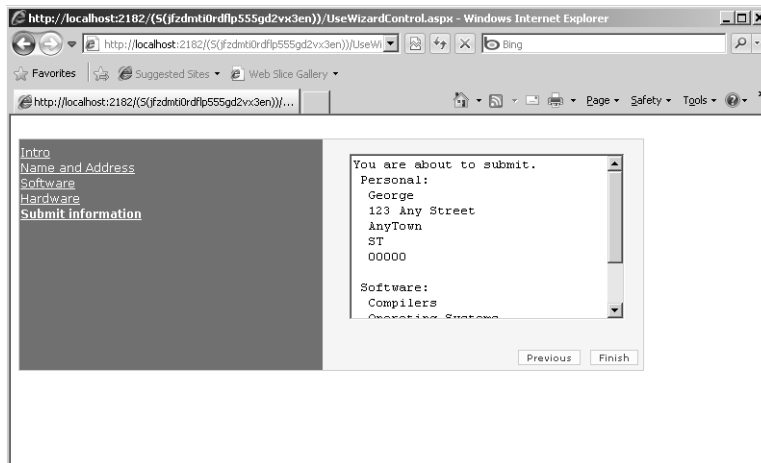 http://localhost:2182/(S(jfzdmti0rdflp555gd2vx3en))/UseWizardControl.aspx - Windows Internet Explorer
http://localhost:2182/(S(jfzdmti0rdflp555gd2vx3en))/UseWi
Bing
Favorites Suggested Sites Web Slice Gallery
http://localhost:2182/(S(jfzdmti0rdflp555gd2vx3en))/...
Page Safety Tools
Intro
Name and Address
Software
Hardware
Submit information
You are about to submit.
Personal:
George
123 Any Street
AnyTown
ST
00000
Software:
Compilers
Operating Systems
Previous Finish